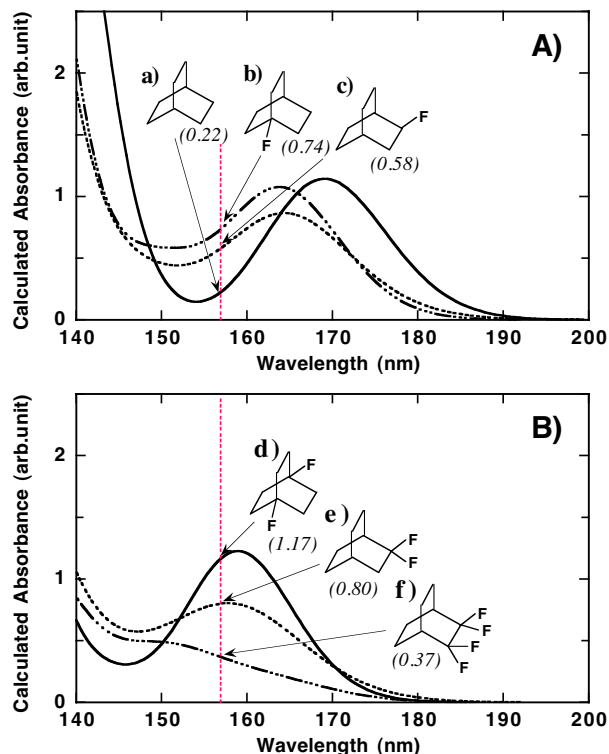 A)
Calculated Absorbance (arb.unit)
2
1
0
a)
b)
c)
F
F
(0.22)
(0.74)
(0.58)
140 150 160 170 180 190 200
Wavelength (nm)
B)
Calculated Absorbance (arb.unit)
2
1
0
d)
F
F
(1.17)
e)
F
F
(0.80)
f)
F
F
F
F
(0.37)
140 150 160 170 180 190 200
Wavelength (nm)